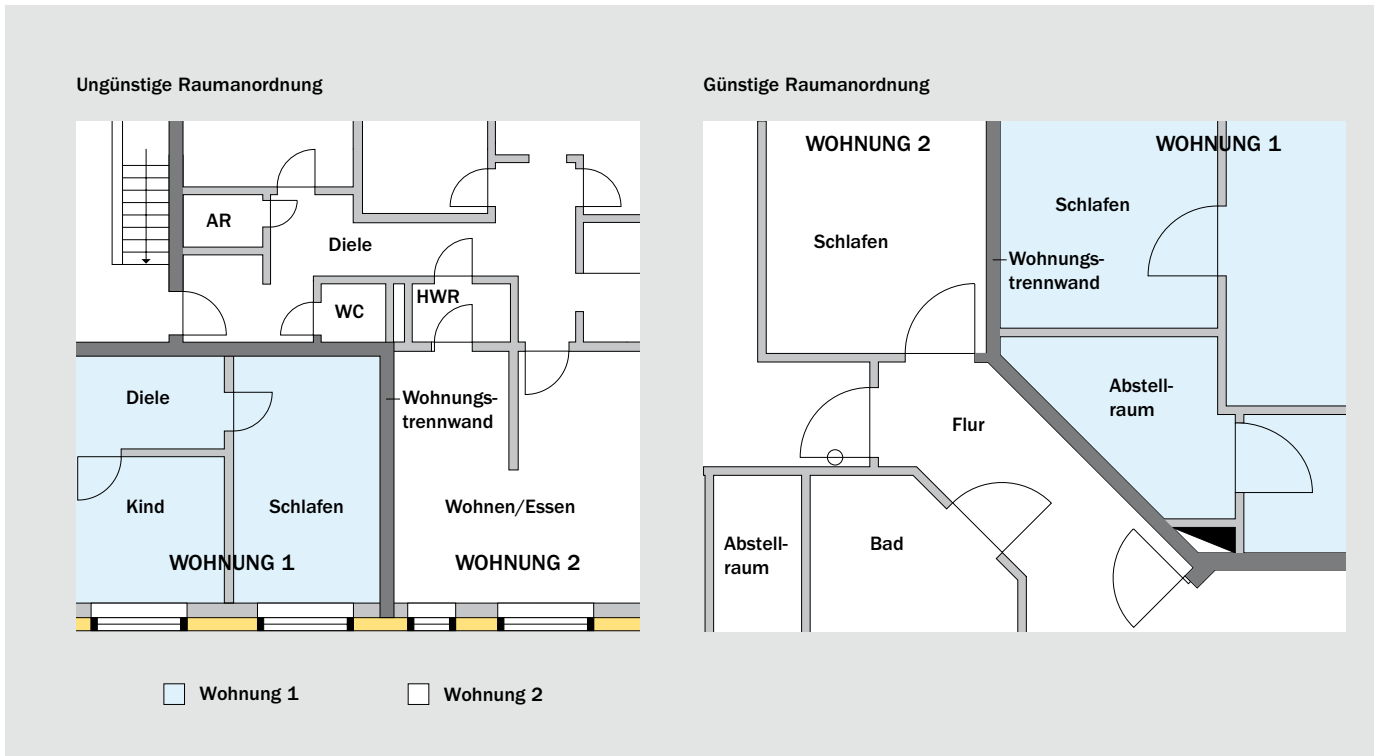 Ungünstige Raumanordnung
AR
Diele
WC
HWR
Diele
Wohnungs-
trennwand
Kind
Schlafen
Wohnen/Essen
WOHNUNG 1
WOHNUNG 2
Günstige Raumanordnung
WOHNUNG 2
WOHNUNG 1
Schlafen
Schlafen
Wohnungs-
trennwand
Abstell-
raum
Flur
Abstell-
raum
Bad
Wohnung 1
Wohnung 2